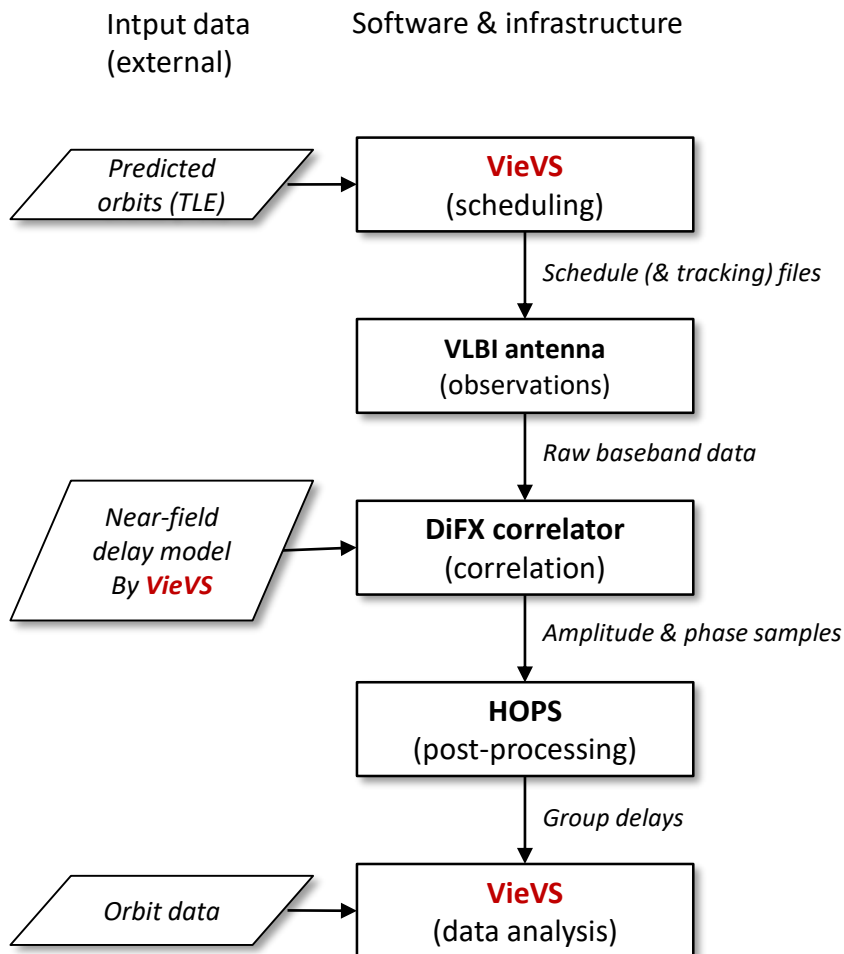 Intput data
(external)
Software & infrastructure
Predicted
orbits (TLE)
VieVS
(scheduling)
Schedule (& tracking) files
VLBI antenna
(observations)
Raw baseband data
Near-field
delay model
By VieVS
DiFX correlator
(correlation)
Amplitude & phase samples
HOPS
(post-processing)
Group delays
Orbit data
VieVS
(data analysis)